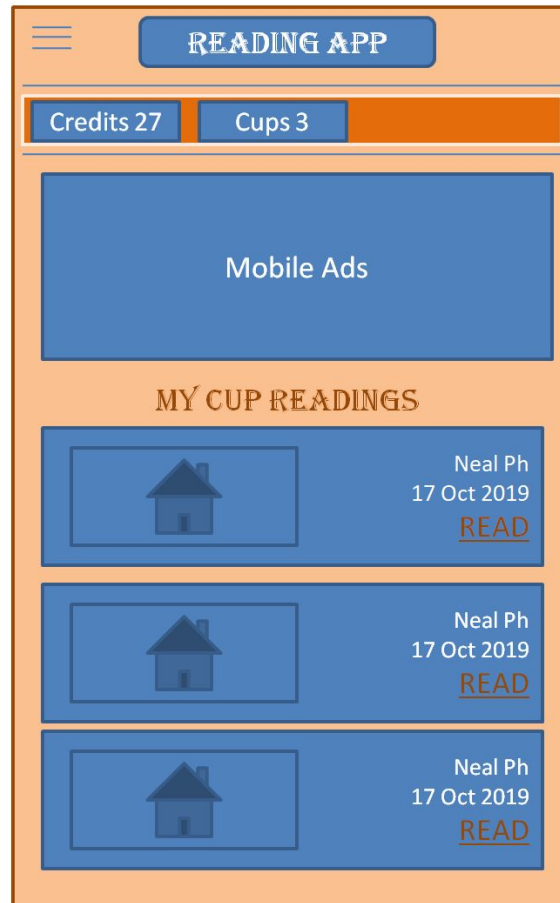 READING APP
Credits 27
Cups 3
Mobile Ads
MY CUP READINGS
Neal Ph
17 Oct 2019
READ
Neal Ph
17 Oct 2019
READ
Neal Ph
17 Oct 2019
READ